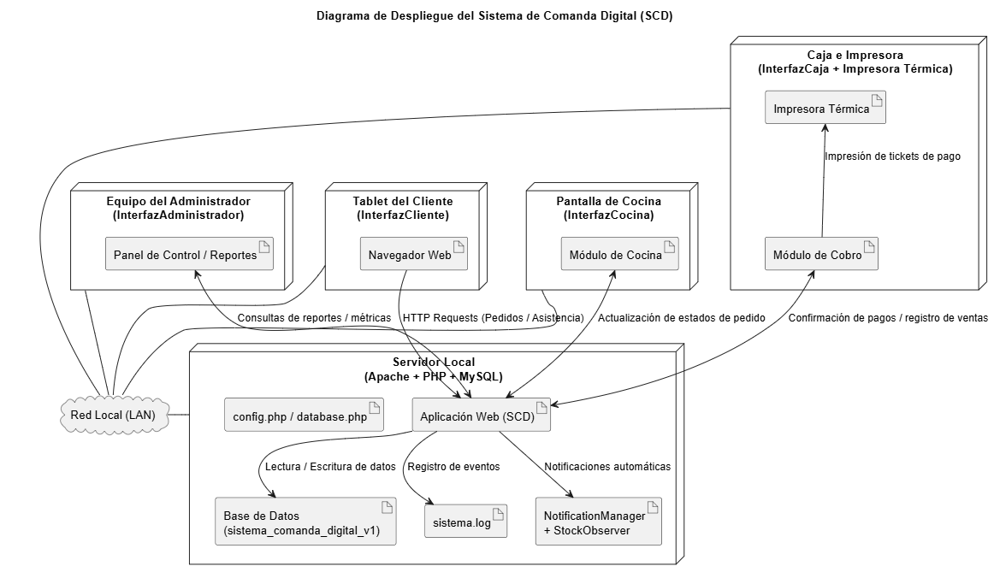 Diagrama de Despliegue del Sistema de Comanda Digital (SCD)
Caja e Impresora
(InterfazCaja + Impresora Térmica)
Impresora Térmica
Impresión de tickets de pago
Módulo de Cobro
Equipo del Administrador
(InterfazAdministrador)
Panel de Control / Reportes
Tablet del Cliente
(InterfazCliente)
Navegador Web
Pantalla de Cocina
(InterfazCocina)
Módulo de Cocina
Consultas de reportes / métricas
HTTP Requests (Pedidos / Asistencia)
Actualización de estados de pedido
Confirmación de pagos / registro de ventas
Servidor Local
(Apache + PHP + MySQL)
Red Local (LAN)
config.php / database.php
Aplicación Web (SCD)
Lectura / Escritura de datos
Registro de eventos
Notificaciones automáticas
Base de Datos
(sistema_comanda_digital_v1)
sistema.log
NotificationManager
+ StockObserver